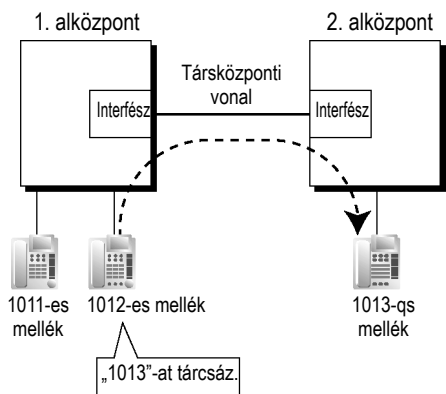 1. alközpont
2. alközpont
Társközponti
vonal
Interfész
Interfész
1011-es
mellék
1012-es mellék
1013-qs
mellék
„1013”-at tárcsáz.